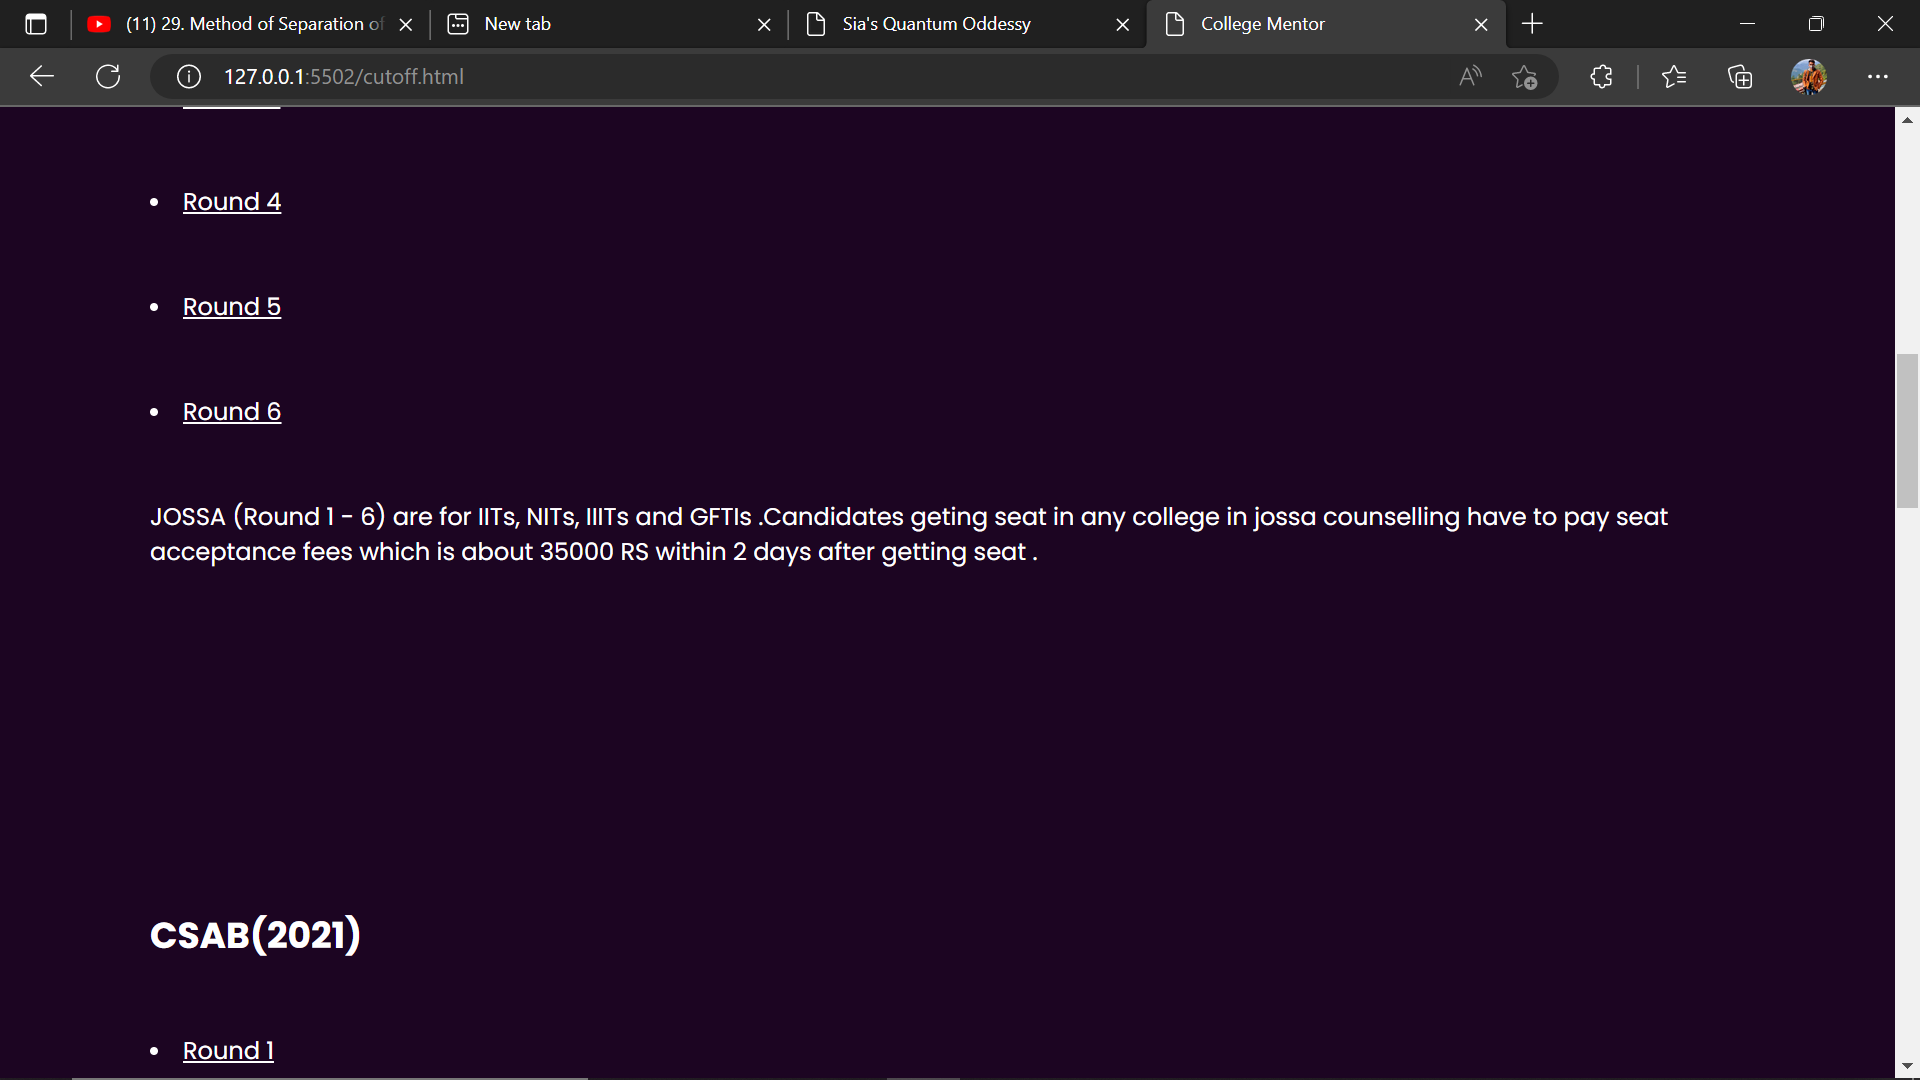 (11) 29. Method of Separation of
New tab
Sia's Quantum Oddessy
College Mentor
127.0.0.1:5502/cutoff.html
• Round 4
• Round 5
• Round 6
JOSSA (Round 1 - 6) are for IITs, NITs, IIITs and GFTIs .Candidates geting seat in any college in jossa counselling have to pay seat
acceptance fees which is about 35000 RS within 2 days after getting seat .
CSAB(2021)
• Round 1